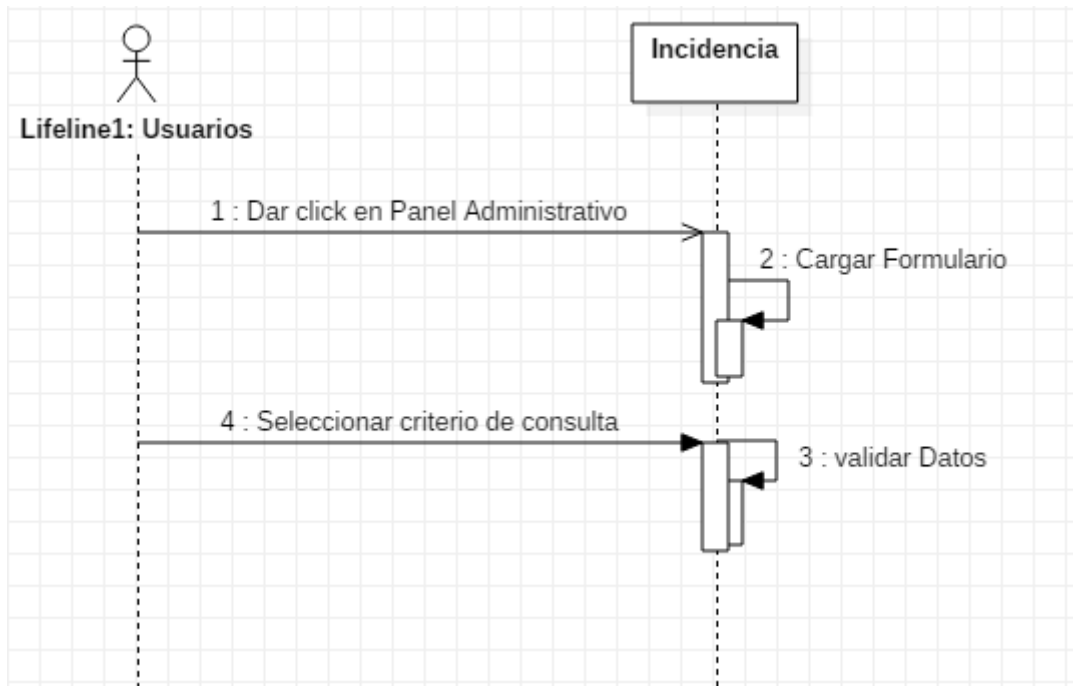 Incidencia
Lifeline1: Usuarios
1 : Dar click en Panel Administrativo
2 : Cargar Formulario
4 : Seleccionar criterio de consulta
3 : validar Datos